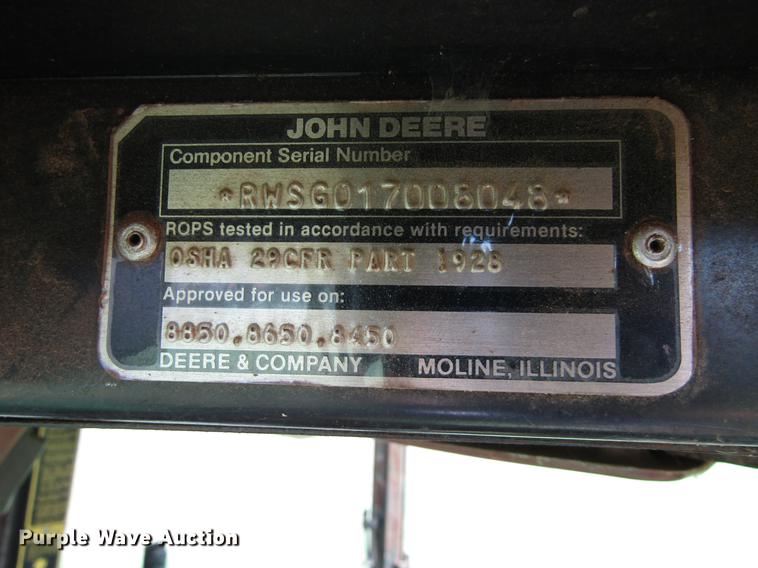 JOHN DEERE
Component Serial Number
*RWSG017008048*
ROPS tested in accordance with requirements:
OSHA 29CFR PART 1928
Approved for use on:
8850.8650.8450
DEERE & COMPANY MOLINE, ILLINOIS
Purple Wave Auction